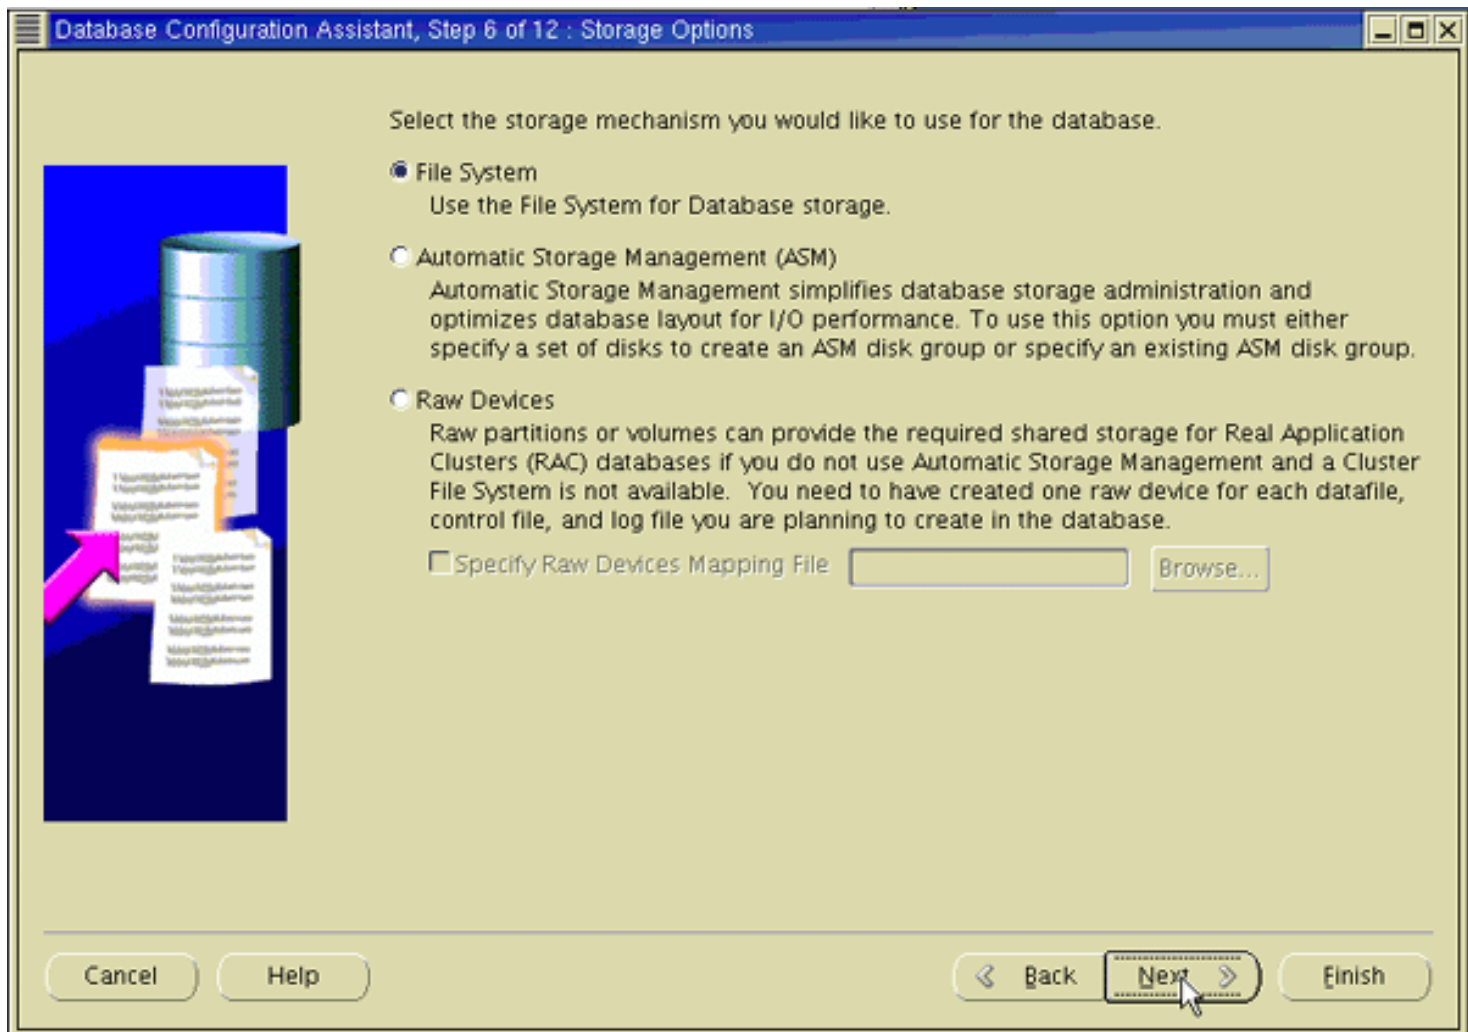 Database Configuration Assistant, Step 6 of 12 : Storage Options
Select the storage mechanism you would like to use for the database.
File System
Use the File System for Database storage.
Automatic Storage Management (ASM)
Automatic Storage Management simplifies database storage administration and
optimizes database layout for I/O performance. To use this option you must either
specify a set of disks to create an ASM disk group or specify an existing ASM disk group.
Raw Devices
Raw partitions or volumes can provide the required shared storage for Real Application
Clusters (RAC) databases if you do not use Automatic Storage Management and a Cluster
File System is not available. You need to have created one raw device for each datafile,
control file, and log file you are planning to create in the database.
Specify Raw Devices Mapping File
Browse...
Cancel
Help
Back
Next
Finish